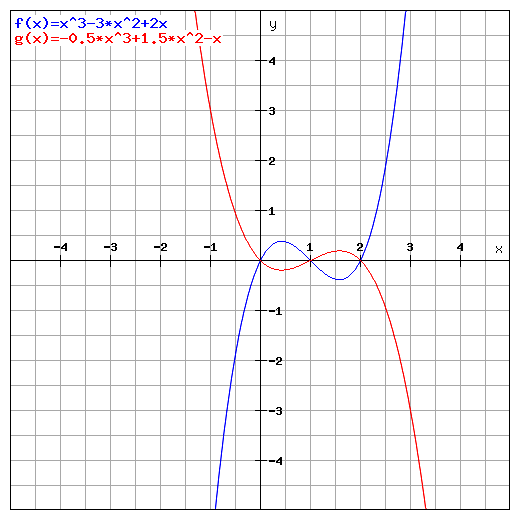 f(x)=x^3-3*x^2+2x
g(x)=-0.5*x^3+1.5*x^2-x
y
4
3
2
1
-4 -3 -2 -1 1 2 3 4 x
-1
-2
-3
-4